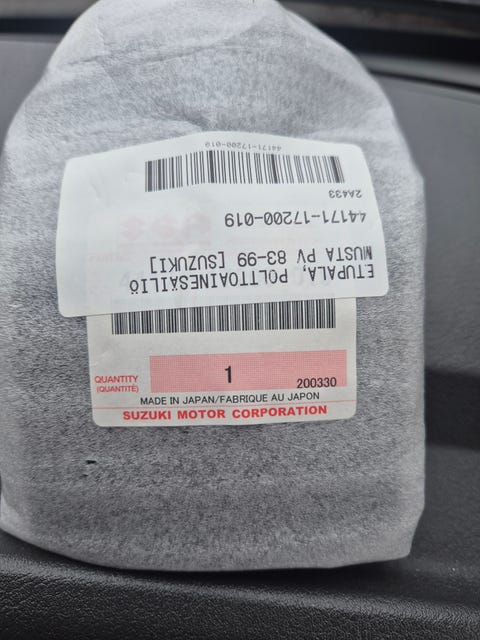 44171-17200-019
2A433
44171-17200-019
ETUPALA, POLTTOAINESÄILIÖ
MUSTA PV 83-99 [SUZUKI]
QUANTITY
(QUANTITÉ)
1
200330
MADE IN JAPAN/FABRIQUE AU JAPON
SUZUKI MOTOR CORPORATION